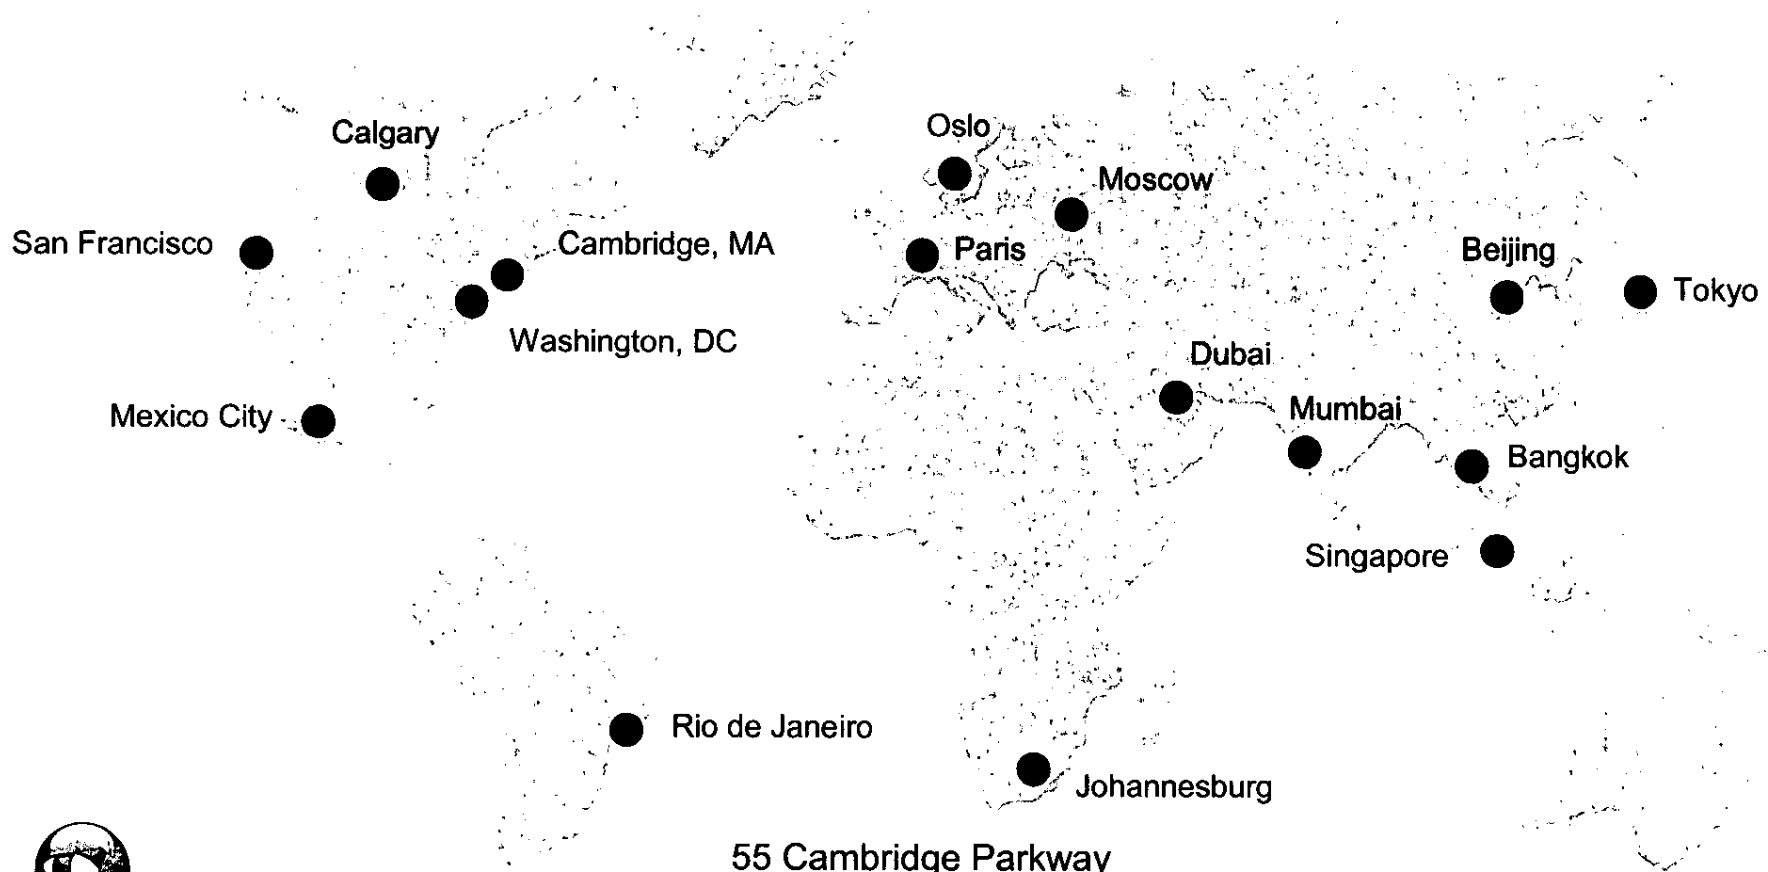 Calgary
Oslo
Moscow
San Francisco
Cambridge, MA
Paris
Beijing
Tokyo
Washington, DC
Dubai
Mexico City
Mumbai
Bangkok
Singapore
Rio de Janeiro
Johannesburg
55 Cambridge Parkway